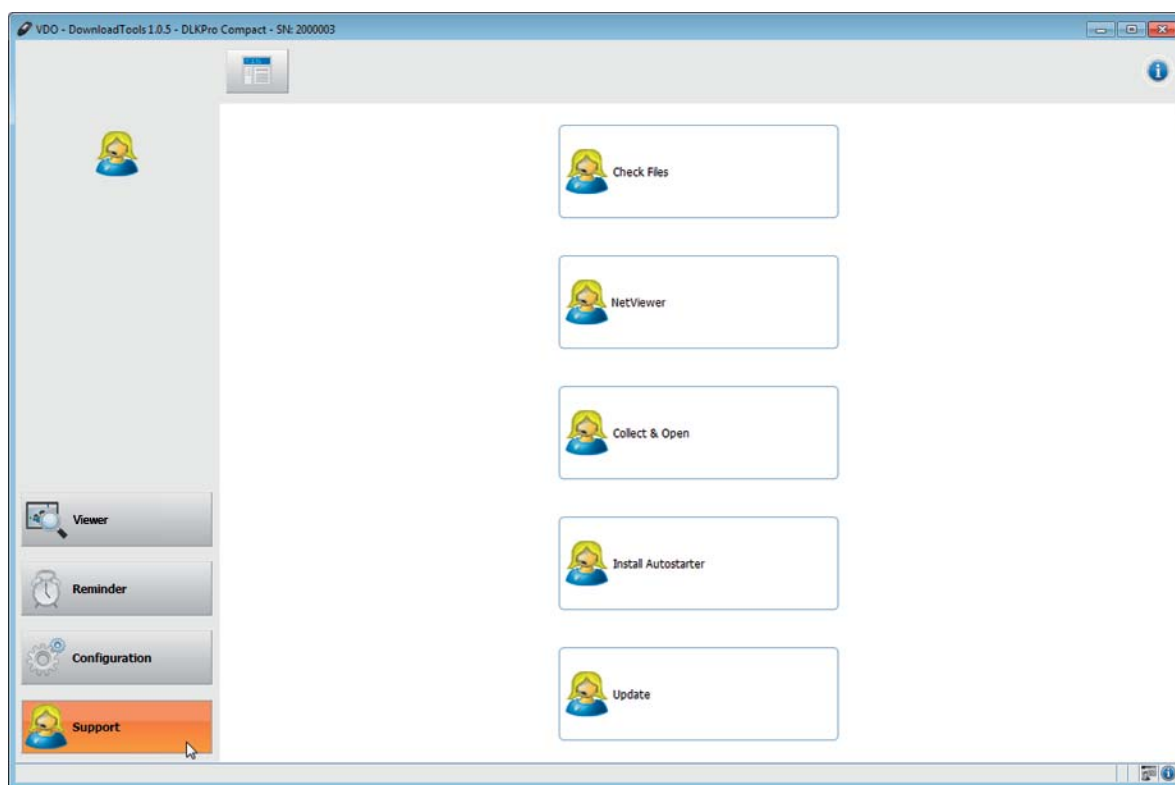 VDO - DownloadTools 1.0.5 - DLKPro Compact - SN: 2000003
Check Files
NetViewer
Collect & Open
Install Autostarter
Update
Viewer
Reminder
Configuration
Support